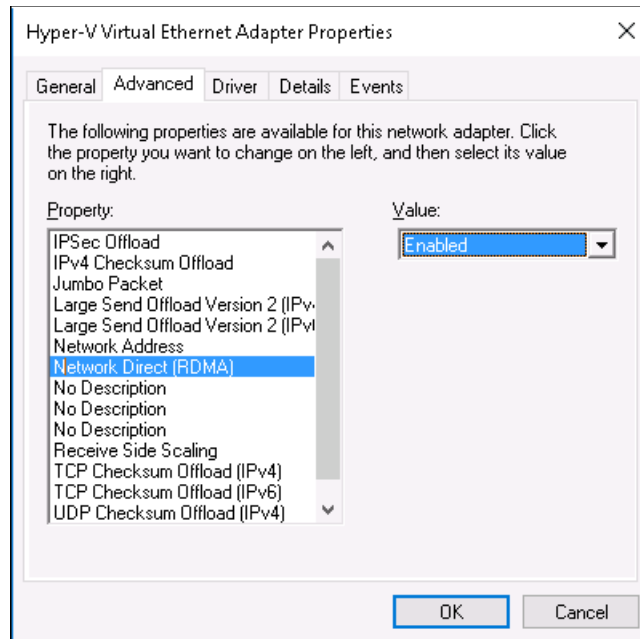 Hyper-V Virtual Ethernet Adapter Properties
General Advanced Driver Details Events
The following properties are available for this network adapter. Click
the property you want to change on the left, and then select its value
on the right.
Property:
Value:
IPSec Offload
Enabled
IPv4 Checksum Offload
Jumbo Packet
Large Send Offload Version 2 (IPv
Large Send Offload Version 2 (IPv
Network Address
Network Direct (RDMA)
No Description
No Description
No Description
Receive Side Scaling
TCP Checksum Offload (IPv4)
TCP Checksum Offload (IPv6)
UDP Checksum Offload (IPv4)
OK
Cancel